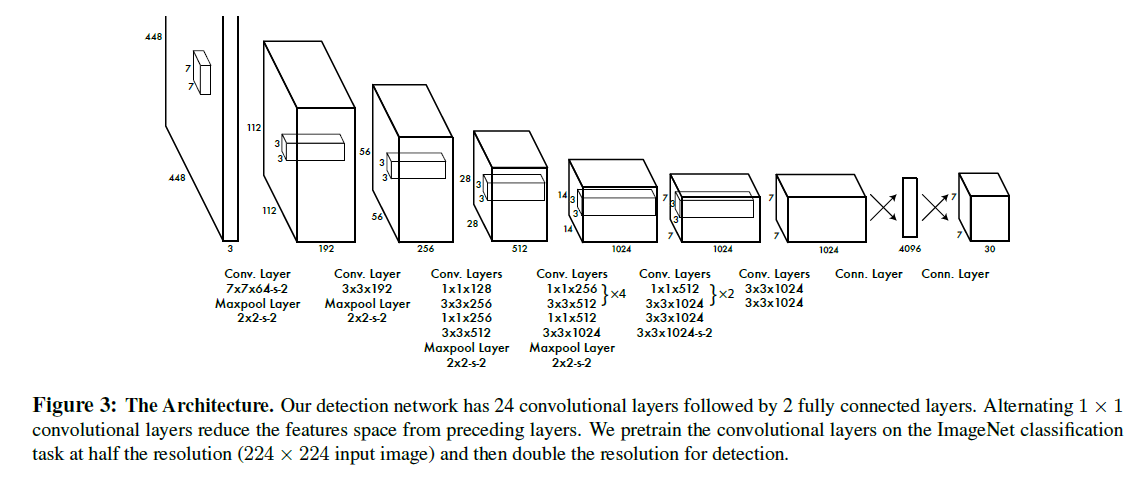 448
7
7
448
3
112
3
3
112
192
56
3
3
56
256
28
3
3
28
512
14
3
3
14
1024
7
3
3
7
1024
7
7
1024
4096
7
7
30
Conv. Layer
7x7x64-s-2
Maxpool Layer
2x2-s-2
Conv. Layer
3x3x192
Maxpool Layer
2x2-s-2
Conv. Layers
1x1x128
3x3x256
1x1x256
3x3x512
Maxpool Layer
2x2-s-2
Conv. Layers
1x1x256
3x3x512
}×4
1x1x512
3x3x1024
Maxpool Layer
2x2-s-2
Conv. Layers
1x1x512
3x3x1024
}×2
3x3x1024
3x3x1024-s-2
Conv. Layers
3x3x1024
3x3x1024
Conn. Layer
Conn. Layer
Figure 3: The Architecture. Our detection network has 24 convolutional layers followed by 2 fully connected layers. Alternating 1 × 1
convolutional layers reduce the features space from preceding layers. We pretrain the convolutional layers on the ImageNet classification
task at half the resolution (224 × 224 input image) and then double the resolution for detection.